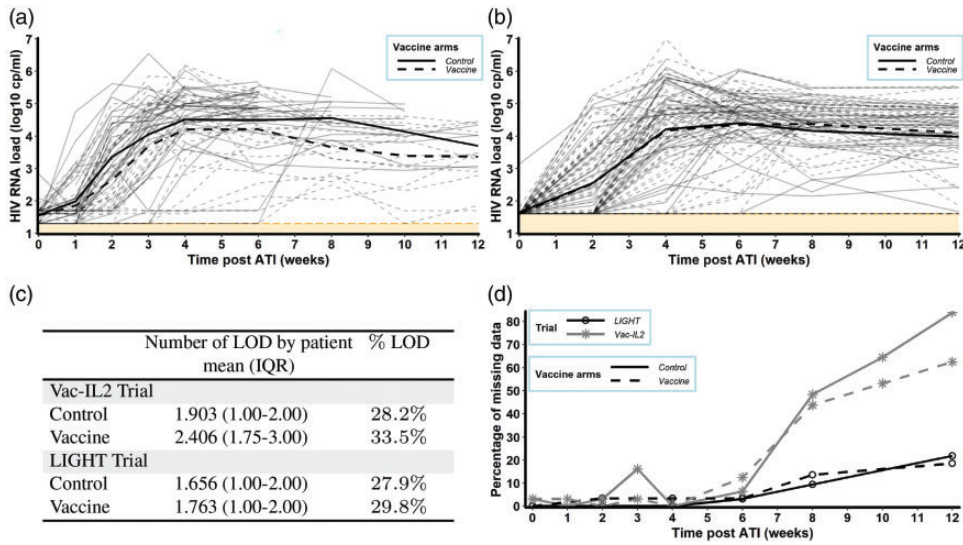 (a)
Vaccine arms
Control
Vaccine
HIV RNA load (log10 cp/ml)
7
6
5
4
3
2
1
0 1 2 3 4 5 6 7 8 9 10 11 12
Time post ATI (weeks)
(b)
Vaccine arms
Control
Vaccine
HIV RNA load (log10 cp/ml)
7
6
5
4
3
2
1
0 1 2 3 4 5 6 7 8 9 10 11 12
Time post ATI (weeks)
(c)
Number of LOD by patient % LOD
mean (IQR)
Vac-IL2 Trial
Control 1.903 (1.00-2.00) 28.2%
Vaccine 2.406 (1.75-3.00) 33.5%
LIGHT Trial
Control 1.656 (1.00-2.00) 27.9%
Vaccine 1.763 (1.00-2.00) 29.8%
(d)
Trial
LIGHT
Vac-IL2
Vaccine arms
Control
Vaccine
Percentage of missing data
80
70
60
50
40
30
20
10
0
0 1 2 3 4 5 6 7 8 9 10 11 12
Time post ATI (weeks)